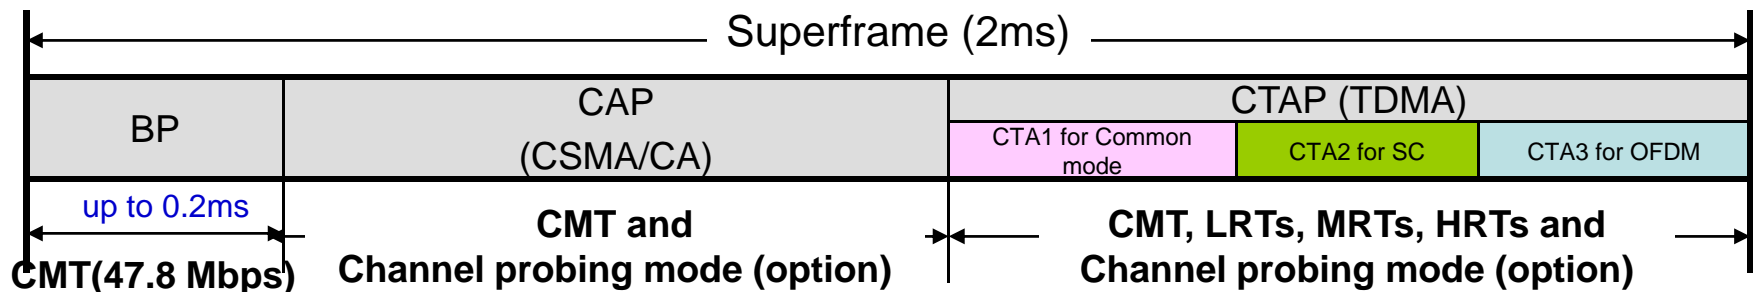 Superframe (2ms)
BP
CAP
(CSMA/CA)
CTAP (TDMA)
CTA1 for Common
mode
CTA2 for SC
CTA3 for OFDM
up to 0.2ms
CMT(47.8 Mbps)
CMT and
Channel probing mode (option)
CMT, LRTs, MRTs, HRTs and
Channel probing mode (option)